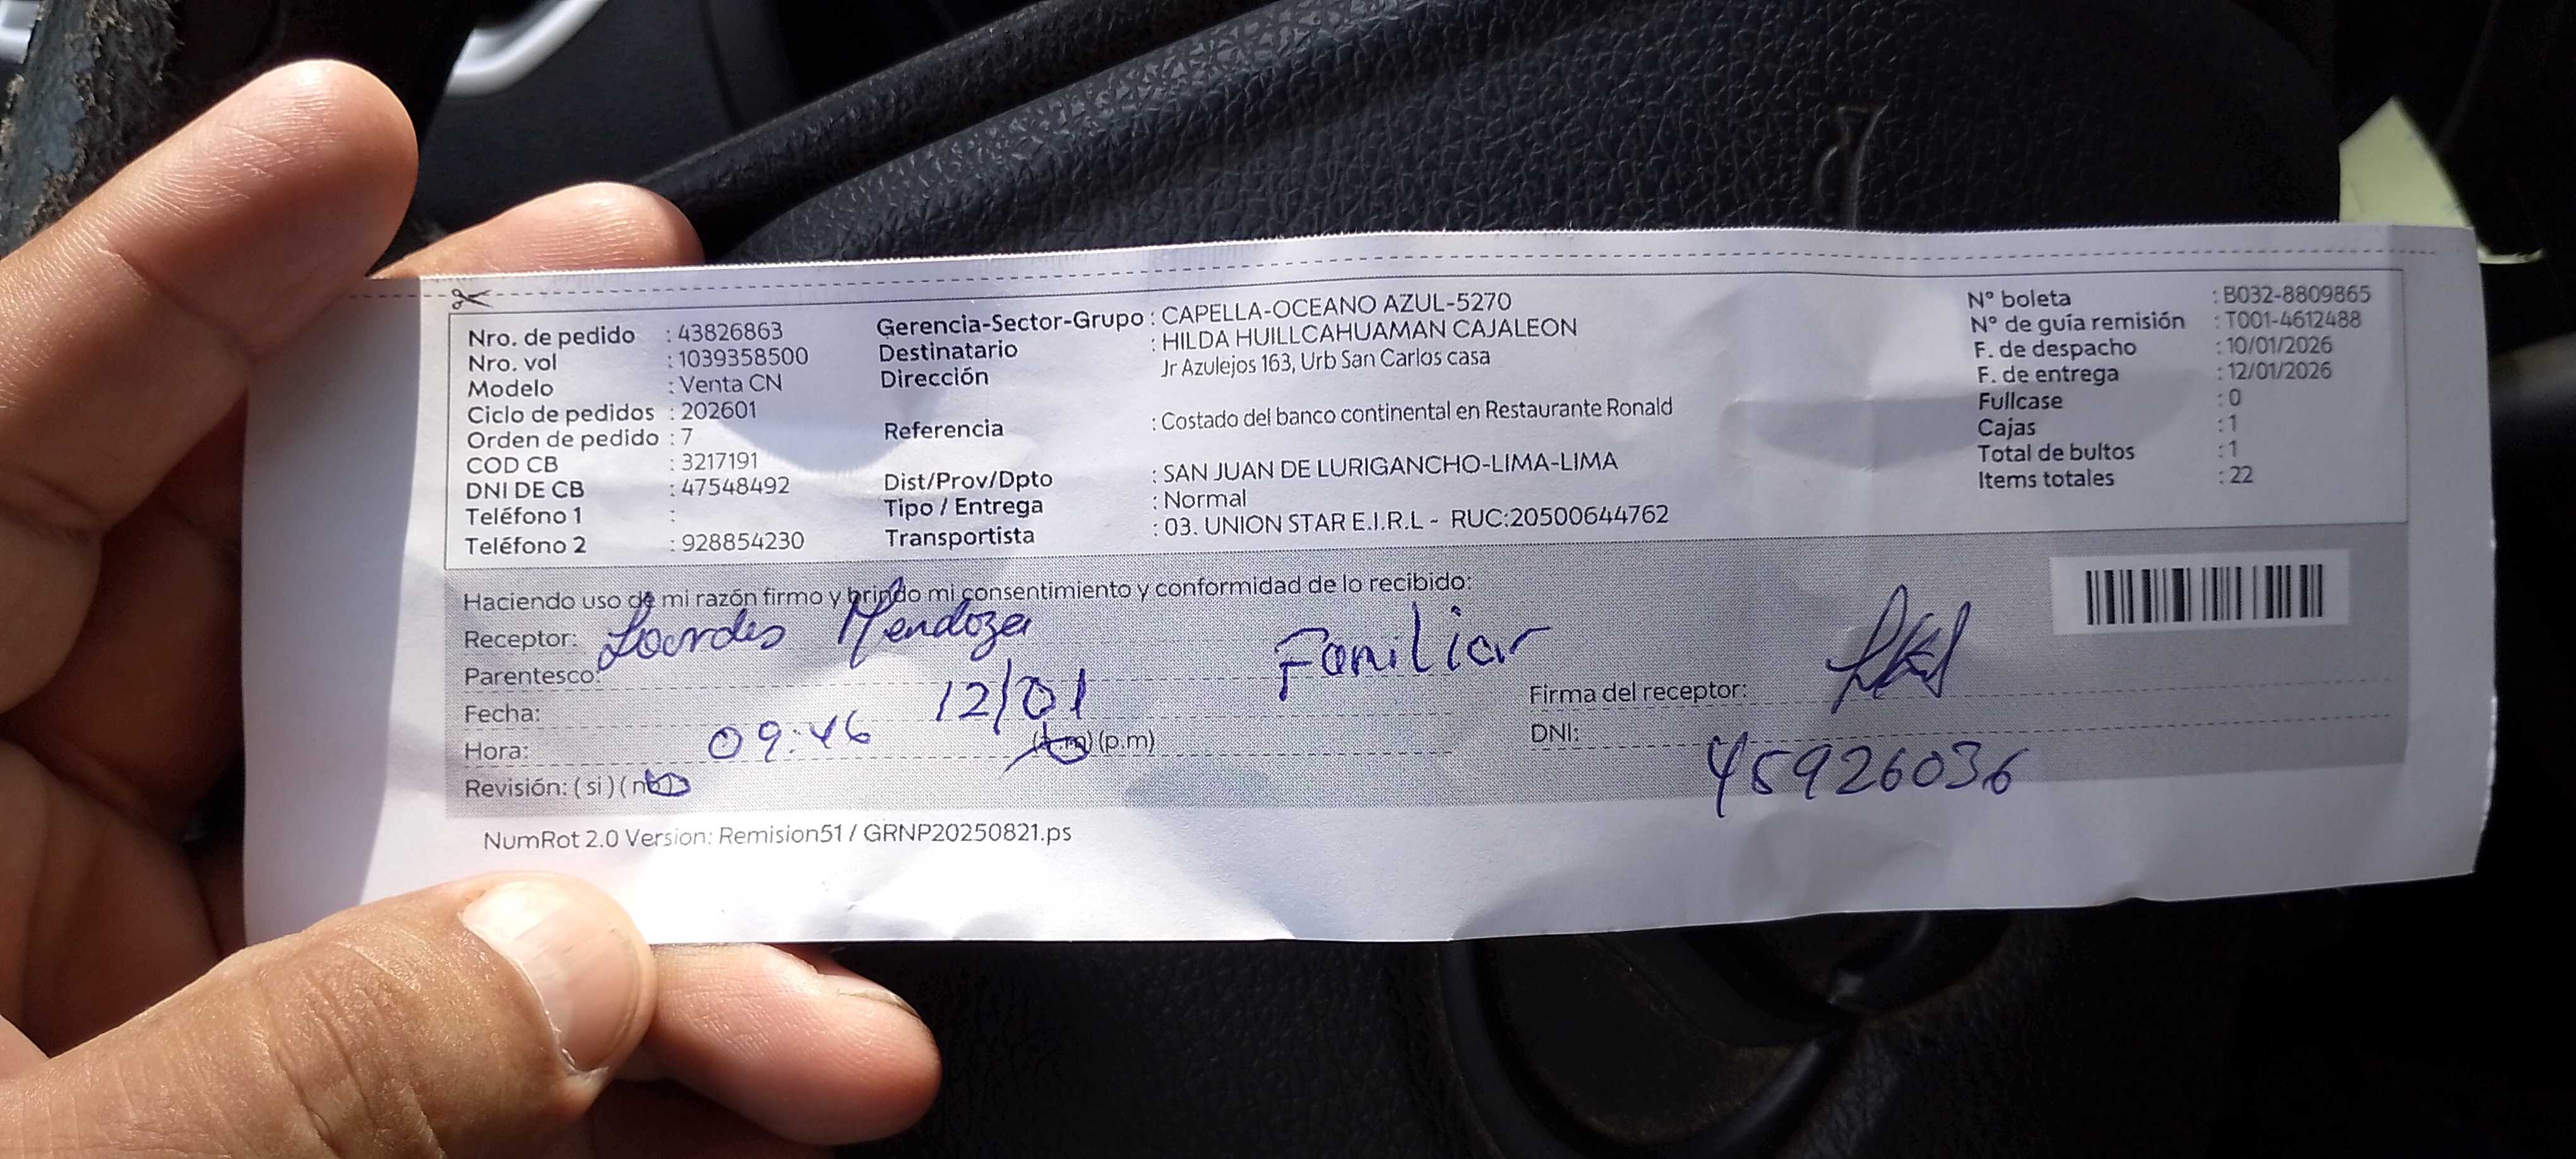 Nro. de pedido : 43826863
Nro. vol : 1039358500
Modelo : Venta CN
Ciclo de pedidos : 202601
Orden de pedido : 7
COD CB : 3217191
DNI DE CB : 47548492
Teléfono 1 :
Teléfono 2 : 928854230
Gerencia-Sector-Grupo : CAPELLA-OCEANO AZUL-5270
Destinatario : HILDA HUILLCAHUAMAN CAJALEON
Dirección Jr Azulejos 163, Urb San Carlos casa
Referencia : Costado del banco continental en Restaurante Ronald
Dist/Prov/Dpto : SAN JUAN DE LURIGANCHO-LIMA-LIMA
Tipo / Entrega : Normal
Transportista : 03. UNION STAR E.I.R.L - RUC:20500644762
N° boleta : B032-8809865
N° de guía remisión : T001-4612488
F. de despacho : 10/01/2026
F. de entrega : 12/01/2026
Fullcase : 0
Cajas : 1
Total de bultos : 1
Items totales : 22
Haciendo uso de mi razón firmo y brindo mi consentimiento y conformidad de lo recibido:
Receptor: Lourdes Mendoza
Parentesco: Familiar
Fecha: 12/01
Hora: 09:46 (a.m) (p.m)
Revisión: (si) (no)
Firma del receptor:
DNI: 45926036
NumRot 2.0 Version: Remision51 / GRNP20250821.ps